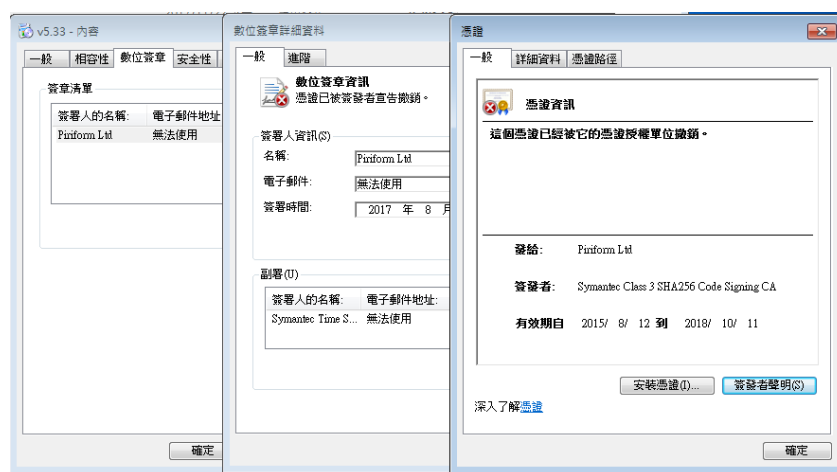 v5.33 - 內容
一般 相容性 數位簽章 安全性
簽章清單
簽署人的名稱: 電子郵件地址
Piriform Ltd 無法使用
確定
數位簽章詳細資料
一般 進階
數位簽章資訊
憑證已被簽發者宣告撤銷。
簽署人資訊(S)
名稱: Piriform Ltd
電子郵件: 無法使用
簽署時間: 2017 年 8 月
副署(U)
簽署人的名稱: 電子郵件地址:
Symantec Time S... 無法使用
憑證
一般 詳細資料 憑證路徑
憑證資訊
這個憑證已經被它的憑證授權單位撤銷。
發給: Piriform Ltd
簽發者: Symantec Class 3 SHA256 Code Signing CA
有效期自 2015/ 8/ 12 到 2018/ 10/ 11
安裝憑證(I)... 簽發者聲明(S)
深入了解憑證
確定